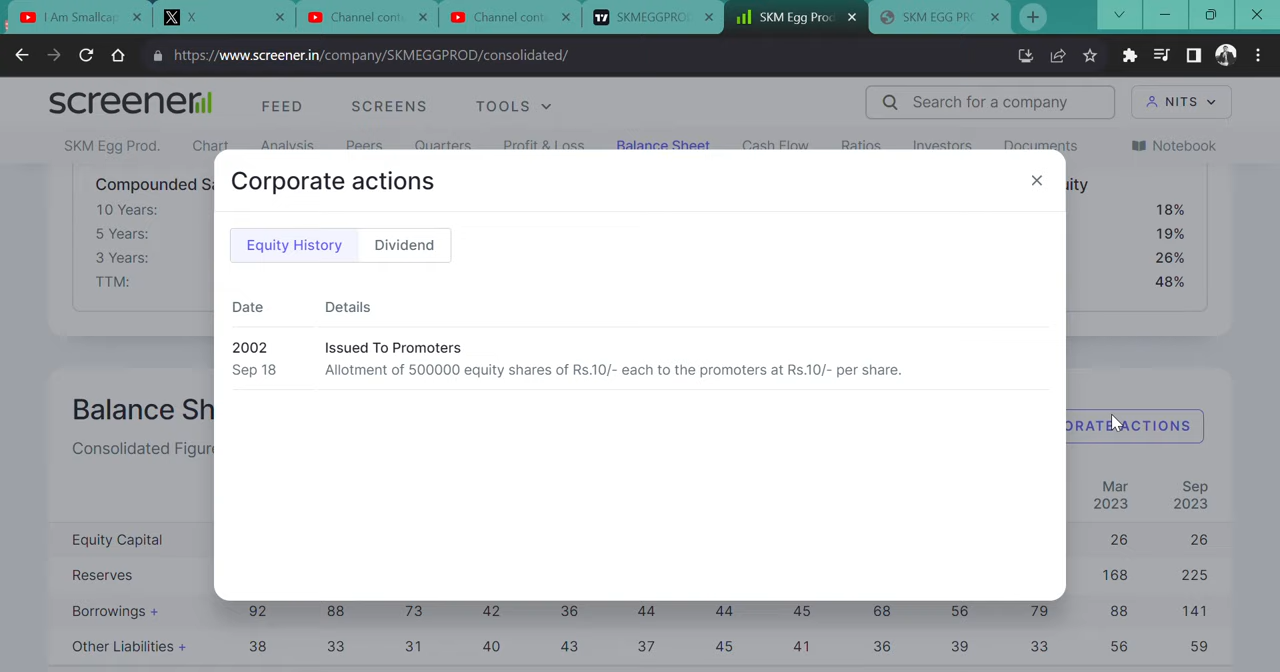 I Am Smallcap
X
Channel cont
Channel cont
SKMEGGPROD
SKM Egg Prod
SKM EGG PR
https://www.screener.in/company/SKMEGGPROD/consolidated/
screener
FEED
SCREENS
TOOLS
Search for a company
NITS
SKM Egg Prod.
Chart
Analysis
Peers
Quarters
Profit & Loss
Balance Sheet
Cash Flow
Ratios
Investors
Documents
Notebook
Corporate actions
Compounded Sa
uity
10 Years:
18%
5 Years:
19%
3 Years:
26%
TTM:
48%
Equity History
Dividend
Date
Details
2002
Issued To Promoters
Sep 18
Allotment of 500000 equity shares of Rs.10/- each to the promoters at Rs.10/- per share.
Balance Sh
ORATE ACTIONS
Consolidated Figur
Mar 2023
Sep 2023
Equity Capital 26 26
Reserves 168 225
Borrowings + 92 88 73 42 36 44 44 45 68 56 79 88 141
Other Liabilities + 38 33 31 40 43 37 45 41 36 39 33 56 59